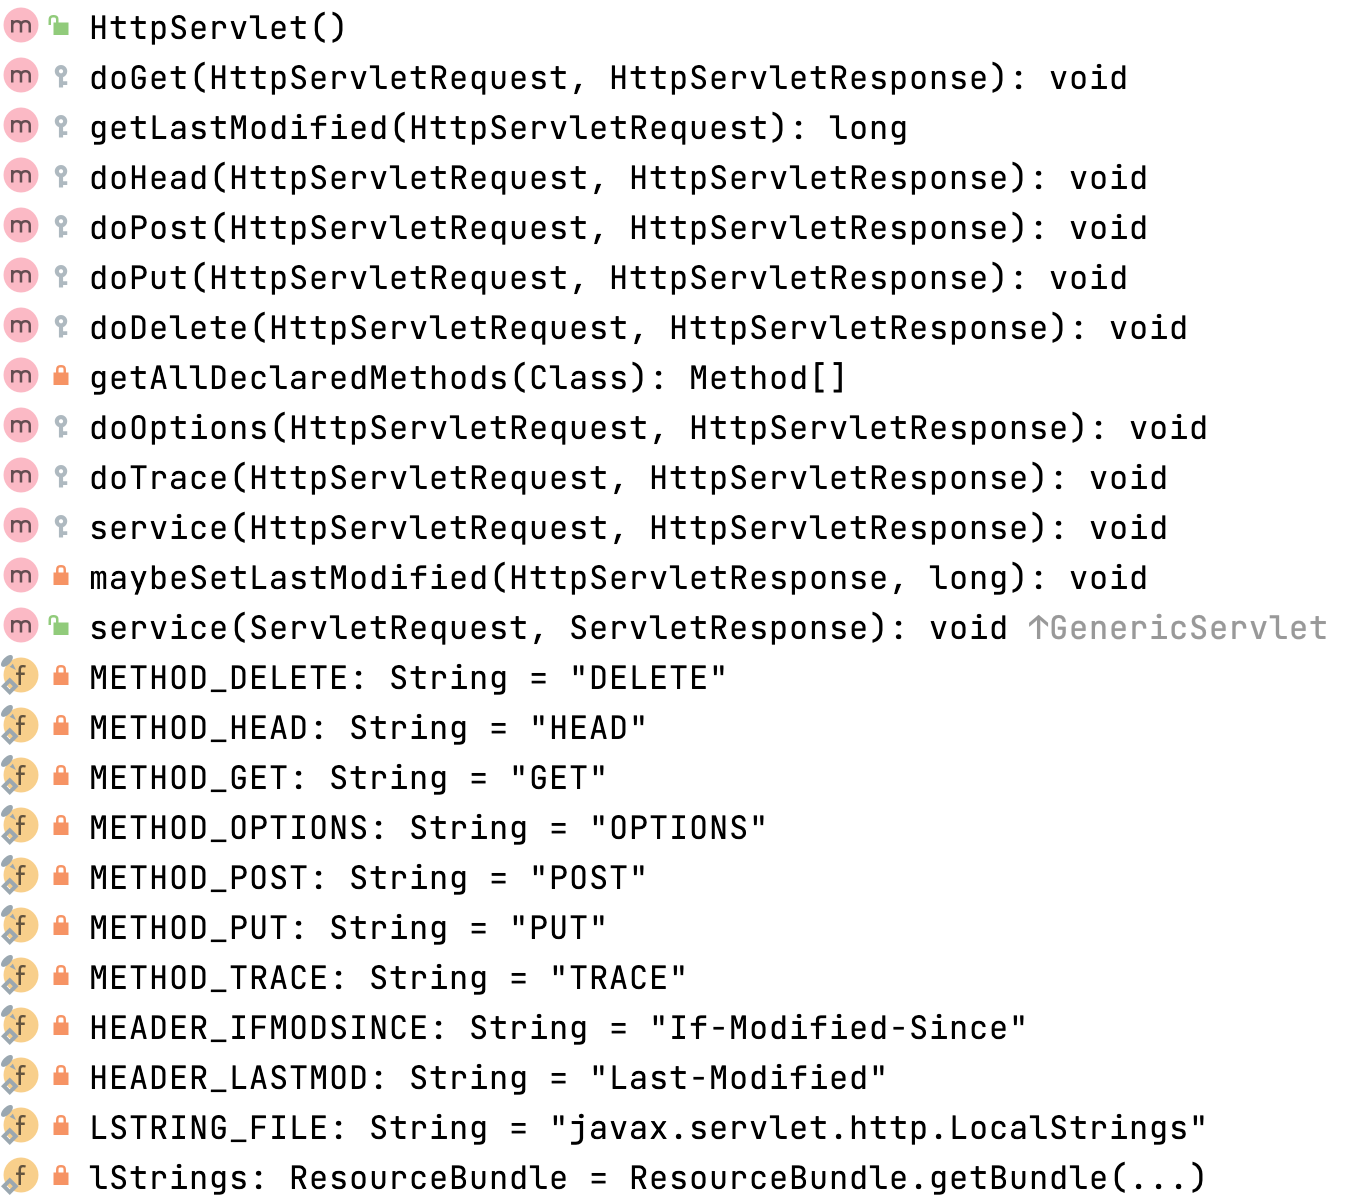 m HttpServlet()
m doGet(HttpServletRequest, HttpServletResponse): void
m getLastModified(HttpServletRequest): long
m doHead(HttpServletRequest, HttpServletResponse): void
m doPost(HttpServletRequest, HttpServletResponse): void
m doPut(HttpServletRequest, HttpServletResponse): void
m doDelete(HttpServletRequest, HttpServletResponse): void
m getAllDeclaredMethods(Class): Method[]
m doOptions(HttpServletRequest, HttpServletResponse): void
m doTrace(HttpServletRequest, HttpServletResponse): void
m service(HttpServletRequest, HttpServletResponse): void
m maybeSetLastModified(HttpServletResponse, long): void
m service(ServletRequest, ServletResponse): void ↑GenericServlet
f METHOD_DELETE: String = "DELETE"
f METHOD_HEAD: String = "HEAD"
f METHOD_GET: String = "GET"
f METHOD_OPTIONS: String = "OPTIONS"
f METHOD_POST: String = "POST"
f METHOD_PUT: String = "PUT"
f METHOD_TRACE: String = "TRACE"
f HEADER_IFMODSINCE: String = "If-Modified-Since"
f HEADER_LASTMOD: String = "Last-Modified"
f LSTRING_FILE: String = "javax.servlet.http.LocalStrings"
f lStrings: ResourceBundle = ResourceBundle.getBundle(...)